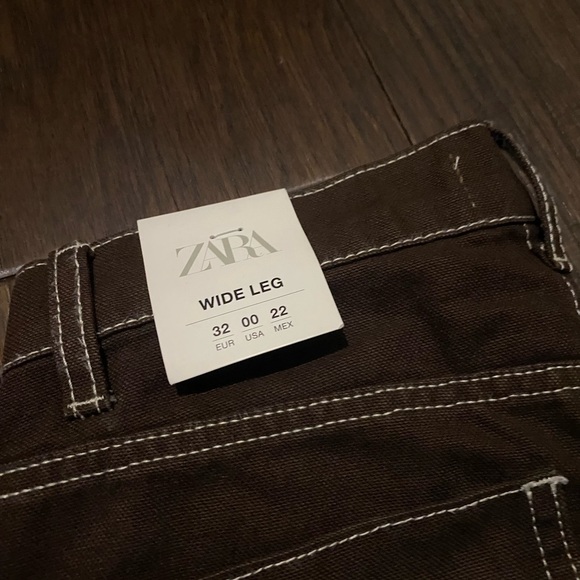 ZARA
WIDE LEG
32 00 22
EUR USA MEX